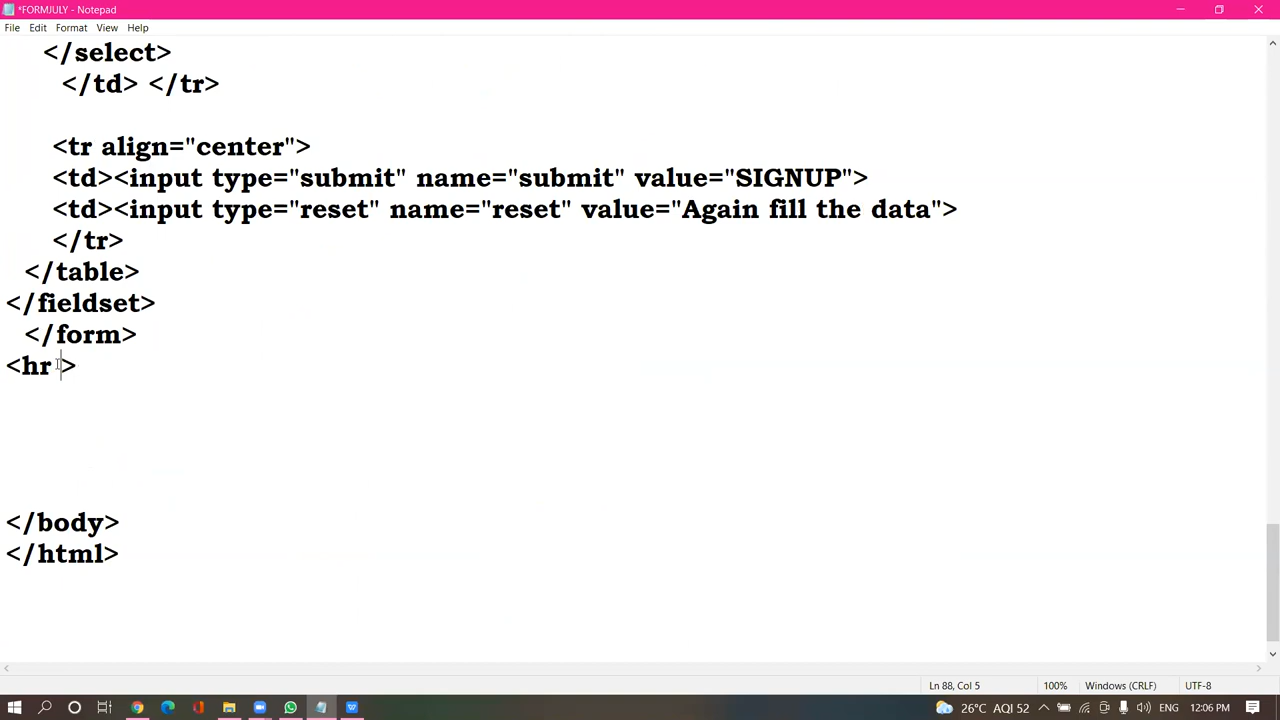 *FORMJULY - Notepad
File Edit Format View Help
</select>
</td> </tr>
<tr align="center">
<td><input type="submit" name="submit" value="SIGNUP">
<td><input type="reset" name="reset" value="Again fill the data">
</tr>
</table>
</fieldset>
</form>
<hr >
</body>
</html>
Ln 88, Col 5 100% Windows (CRLF) UTF-8
26°C AQI 52 ENG 12:06 PM